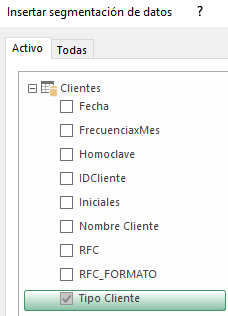 Insertar segmentación de datos ?
Activo Todas
Clientes
Fecha
FrecuenciaxMes
Homoclave
IDCliente
Iniciales
Nombre Cliente
RFC
RFC_FORMATO
Tipo Cliente